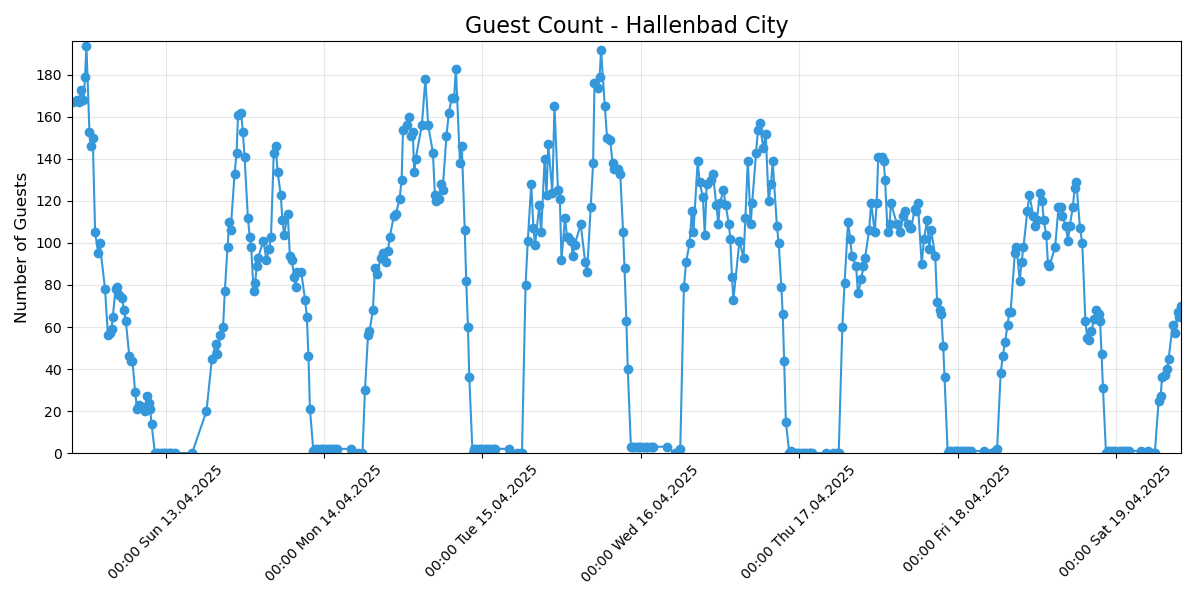 Guest Count - Hallenbad City
Number of Guests
180
160
140
120
100
80
60
40
20
0
00:00 Sun 13.04.2025
00:00 Mon 14.04.2025
00:00 Tue 15.04.2025
00:00 Wed 16.04.2025
00:00 Thu 17.04.2025
00:00 Fri 18.04.2025
00:00 Sat 19.04.2025